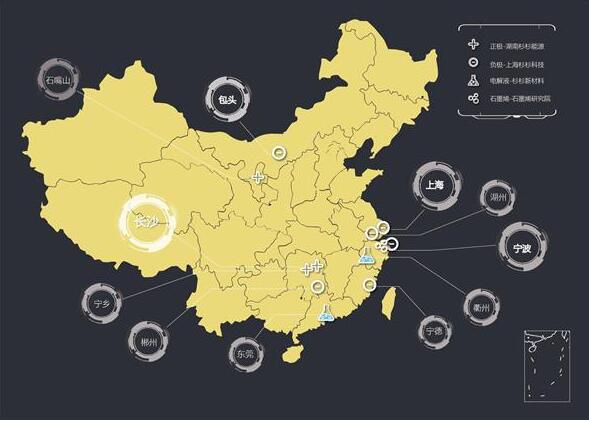 正极-湖南杉杉能源
负极-上海杉杉科技
电解液-杉杉新材料
石墨烯-石墨烯研究院
石嘴山
包头
上海
湖州
长沙
宁波
宁乡
衢州
郴州
宁德
东莞